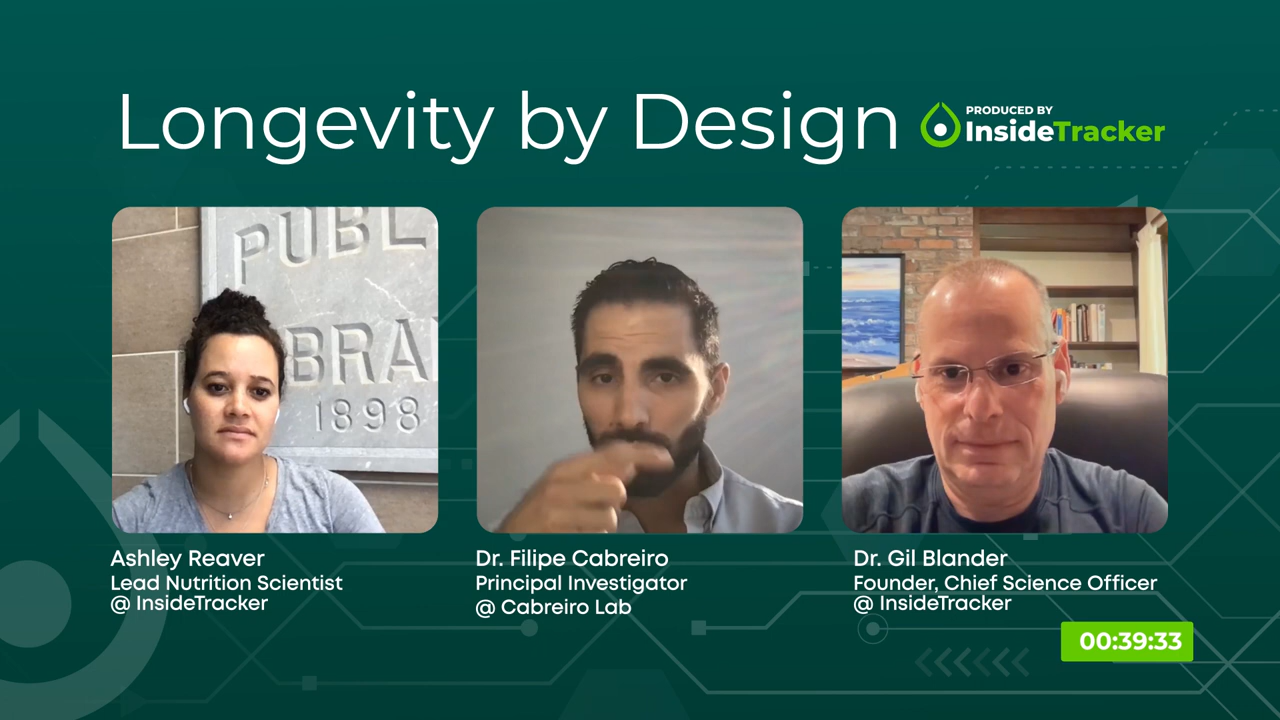 Longevity by Design
PRODUCED BY
InsideTracker
PUBL
BRA
1898
Ashley Reaver
Lead Nutrition Scientist
@ InsideTracker
Dr. Filipe Cabreiro
Principal Investigator
@ Cabreiro Lab
Dr. Gil Blander
Founder, Chief Science Officer
@ InsideTracker
00:39:33